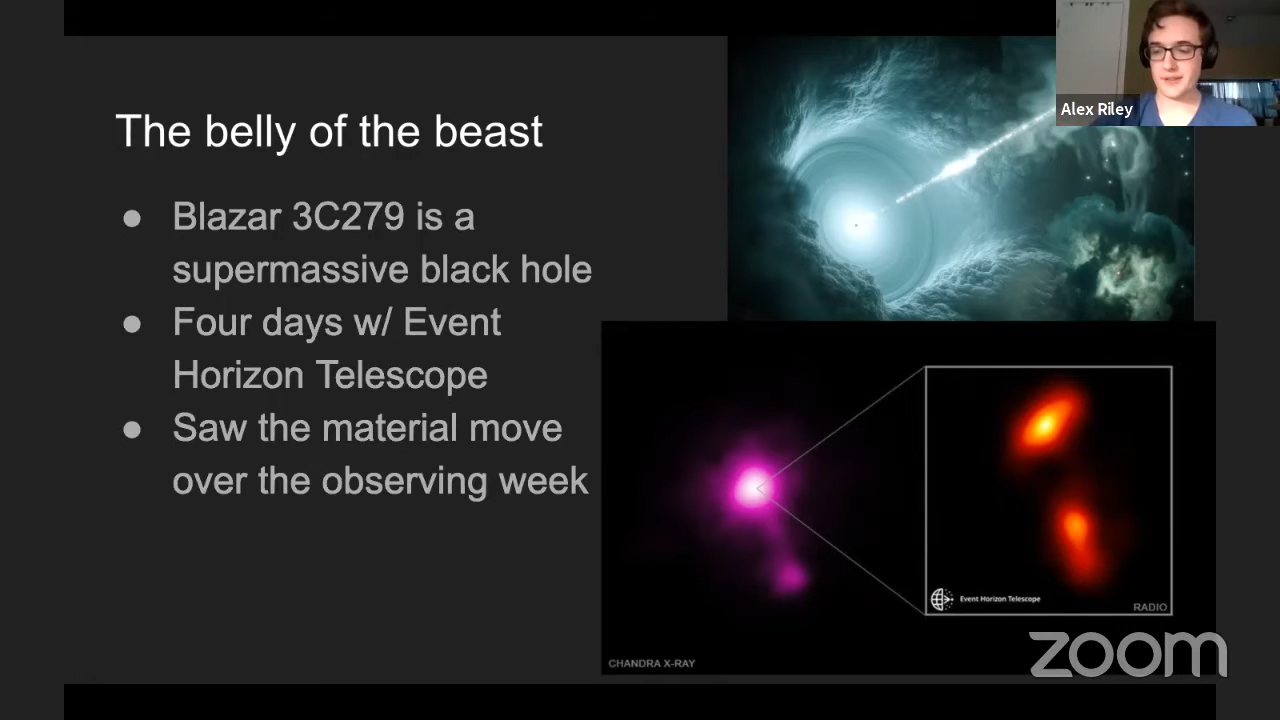 Alex Riley
The belly of the beast
● Blazar 3C279 is a
supermassive black hole
● Four days w/ Event
Horizon Telescope
● Saw the material move
over the observing week
Event Horizon Telescope
RADIO
CHANDRA X-RAY
zoom